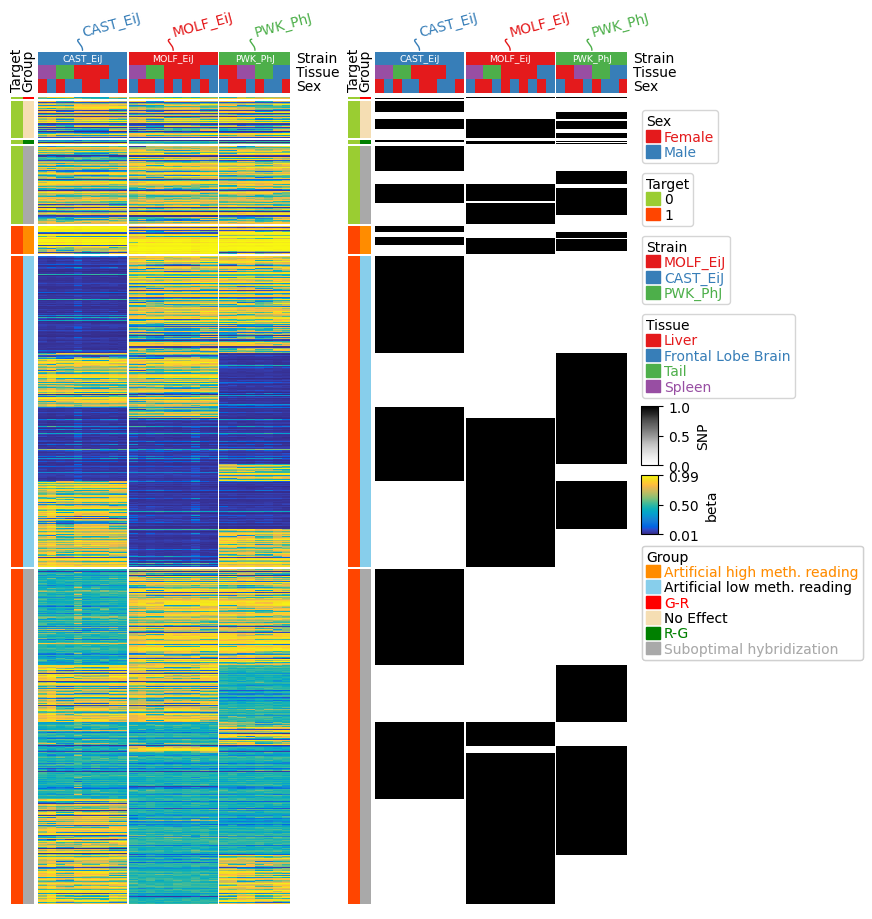 CAST_EiJ
MOLF_EiJ
PWK_PhJ
CAST_EiJ
MOLF_EiJ
PWK_PhJ
Target
Group
CAST_EiJ
MOLF_EiJ
PWK_PhJ
Strain
Tissue
Sex
Target
Group
CAST_EiJ
MOLF_EiJ
PWK_PhJ
Strain
Tissue
Sex
Sex
Female
Male
Target
0
1
Strain
MOLF_EiJ
CAST_EiJ
PWK_PhJ
Tissue
Liver
Frontal Lobe Brain
Tail
Spleen
1.0
0.5
0.0
SNP
0.99
0.50
0.01
beta
Group
Artificial high meth. reading
Artificial low meth. reading
G-R
No Effect
R-G
Suboptimal hybridization